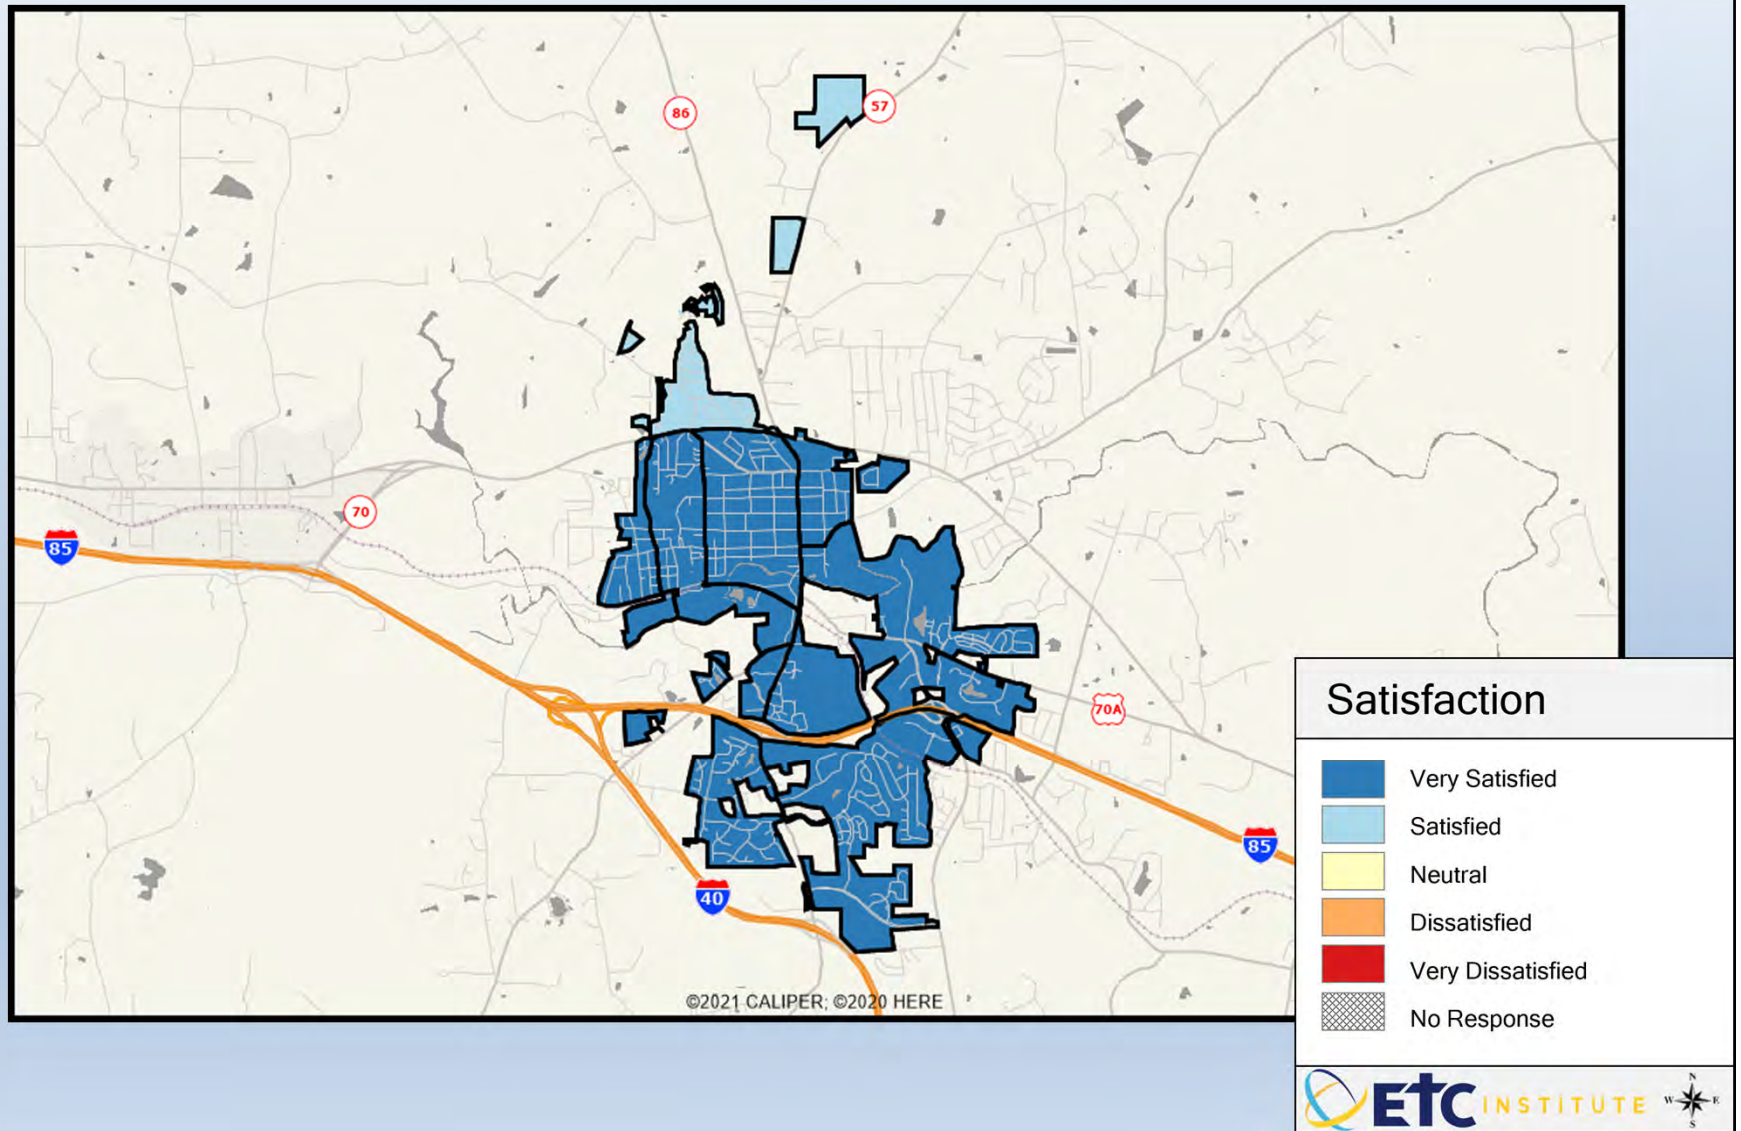 86
57
70
85
70A
85
40
©2021 CALIPER; ©2020 HERE
Satisfaction
Very Satisfied
Satisfied
Neutral
Dissatisfied
Very Dissatisfied
No Response
ETC INSTITUTE
N
W E
S